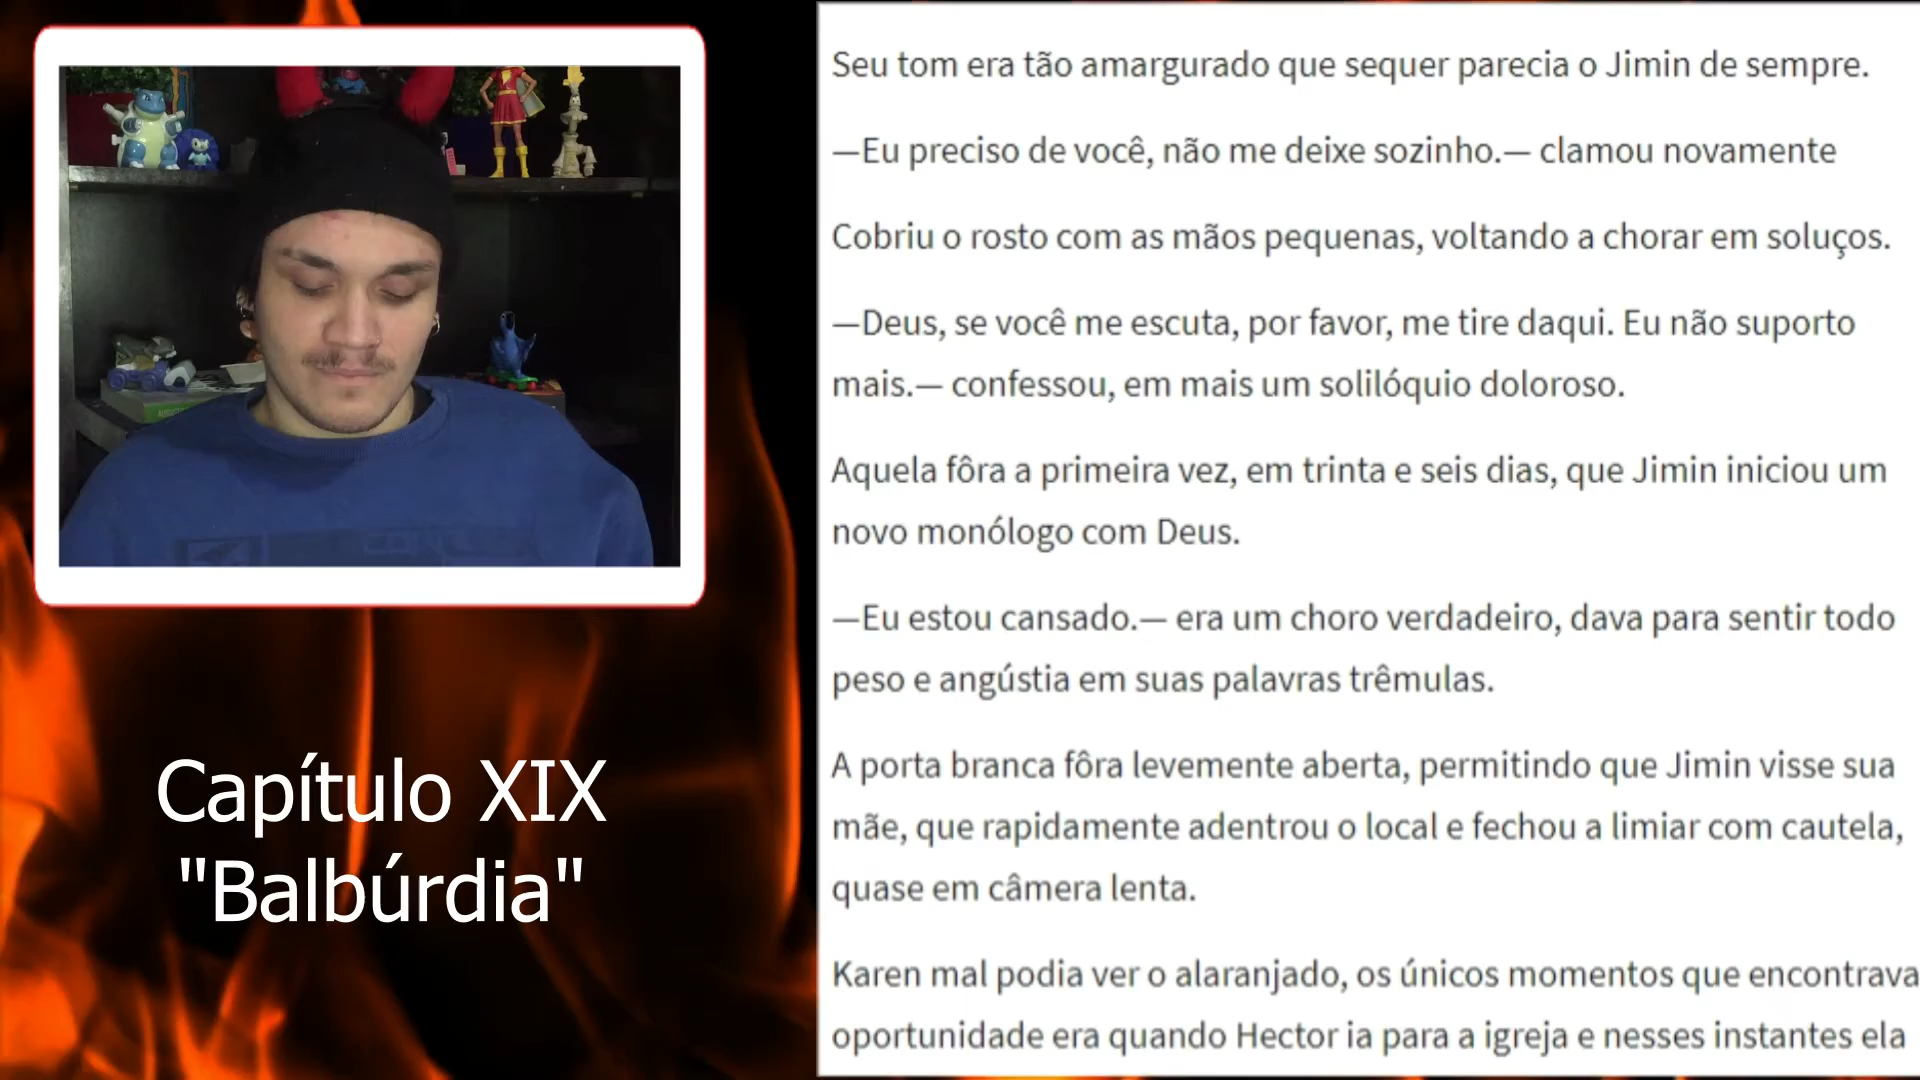 Seu tom era tão amargurado que sequer parecia o Jimin de sempre.
—Eu preciso de você, não me deixe sozinho.— clamou novamente
Cobriu o rosto com as mãos pequenas, voltando a chorar em soluços.
—Deus, se você me escuta, por favor, me tire daqui. Eu não suporto
mais.— confessou, em mais um solilóquio doloroso.
Aquela fôra a primeira vez, em trinta e seis dias, que Jimin iniciou um
novo monólogo com Deus.
—Eu estou cansado.— era um choro verdadeiro, dava para sentir todo
peso e angústia em suas palavras trêmulas.
A porta branca fôra levemente aberta, permitindo que Jimin visse sua
mãe, que rapidamente adentrou o local e fechou a limiar com cautela,
quase em câmera lenta.
Karen mal podia ver o alaranjado, os únicos momentos que encontrava
oportunidade era quando Hector ia para a igreja e nesses instantes ela
Capítulo XIX
"Balbúrdia"